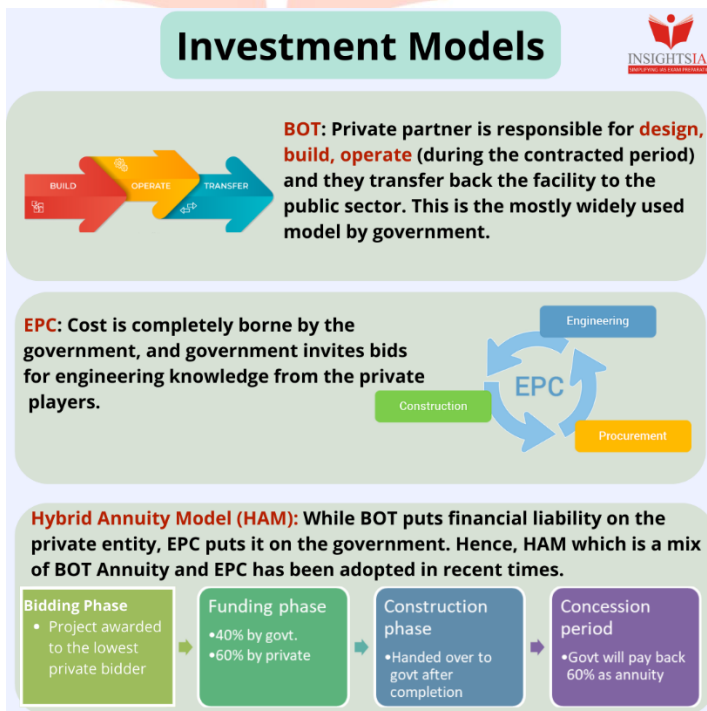 Investment Models
INSIGHTSIA
SIMPLIFYING IAS EXAM PREPARATION
BOT: Private partner is responsible for design,
build, operate (during the contracted period)
and they transfer back the facility to the
public sector. This is the mostly widely used
model by government.
BUILD
OPERATE
TRANSFER
EPC: Cost is completely borne by the
government, and government invites bids
for engineering knowledge from the private
players.
Engineering
EPC
Construction
Procurement
Hybrid Annuity Model (HAM): While BOT puts financial liability on the
private entity, EPC puts it on the government. Hence, HAM which is a mix
of BOT Annuity and EPC has been adopted in recent times.
Bidding Phase
• Project awarded
to the lowest
private bidder
Funding phase
•40% by govt.
•60% by private
Construction
phase
•Handed over to
govt after
completion
Concession
period
•Govt will pay back
60% as annuity